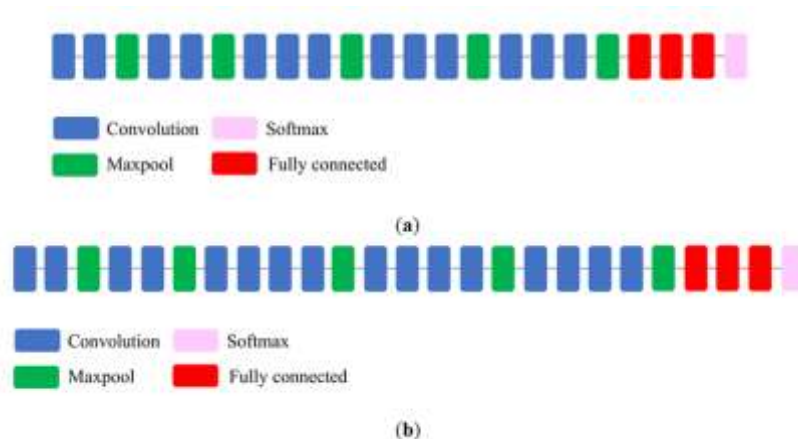 Convolution Softmax
Maxpool Fully connected
(a)
Convolution Softmax
Maxpool Fully connected
(b)